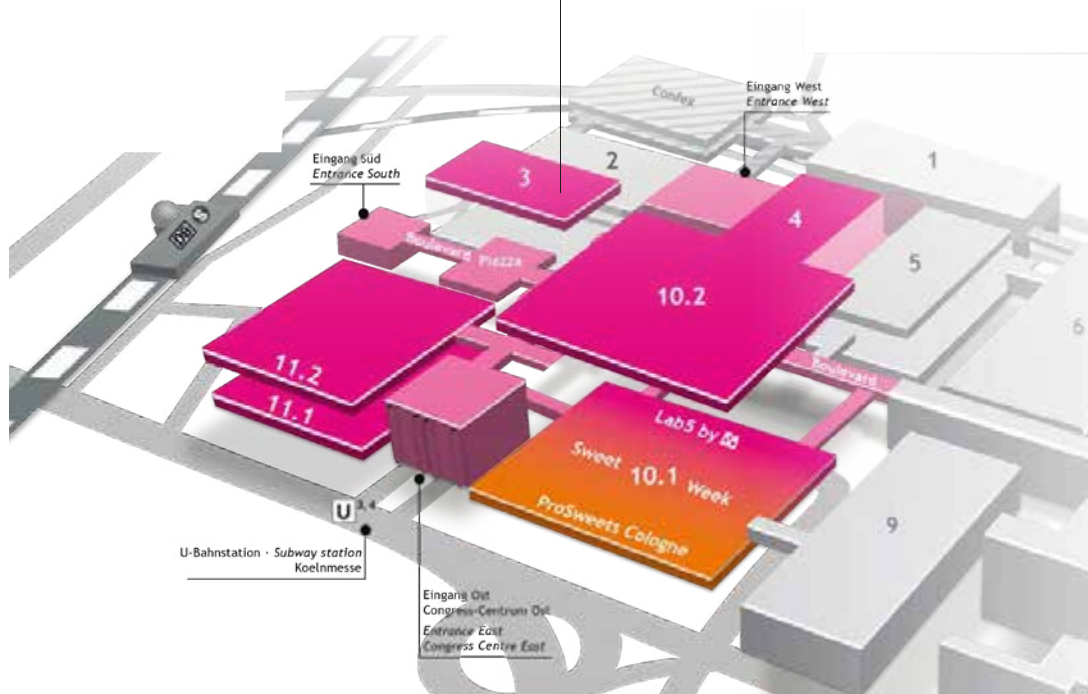 Confex
Eingang West
Entrance West
1
2
Eingang Süd
Entrance South
3
4
DB
S
Boulevard Piazza
5
10.2
6
11.2
Boulevard
11.1
Lab5 by
Sweet 10.1 Week
ProSweets Cologne
U 3, 4
9
U-Bahnstation · Subway station
Koelnmesse
Eingang Ost
Congress-Centrum Ost
Entrance East
Congress Centre East